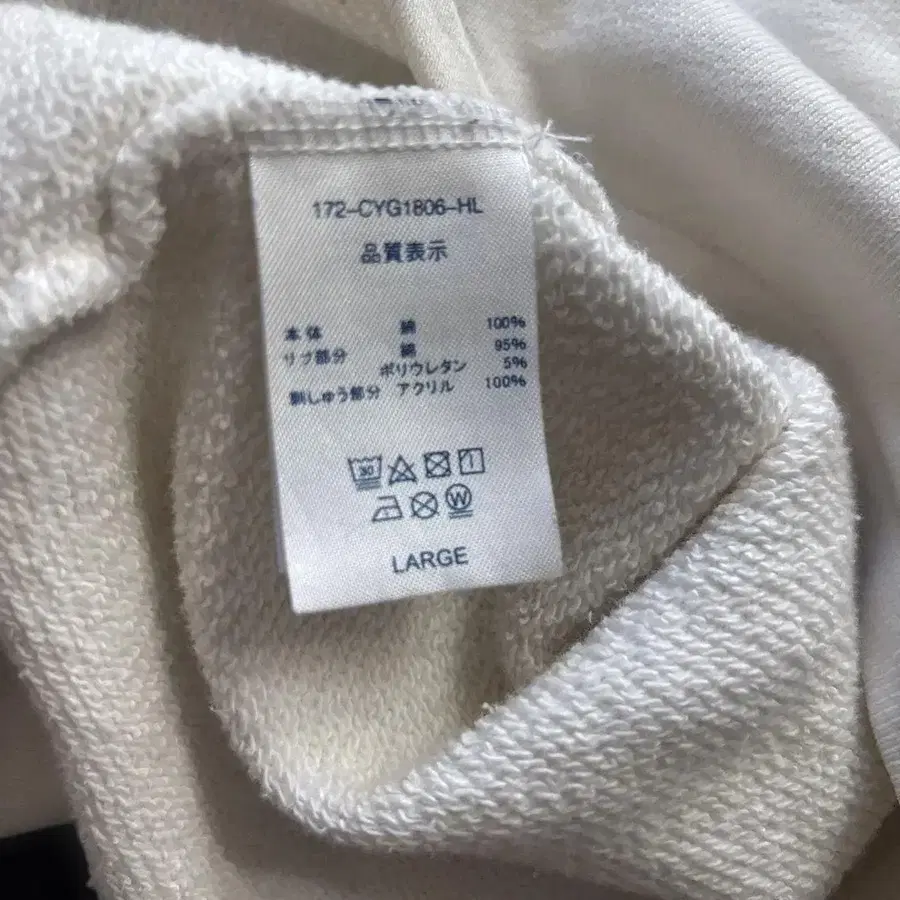 172-CYG1806-HL
品質表示
本体 綿 100%
リブ部分 綿 95%
ポリウレタン 5%
刺しゅう部分 アクリル 100%
30
W
LARGE